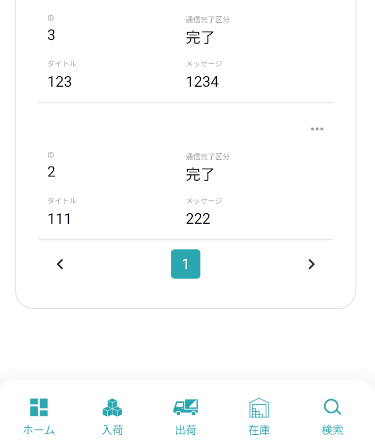 ID 通信完了区分
3 完了
タイトル メッセージ
123 1234
ID 通信完了区分
2 完了
タイトル メッセージ
111 222
1
ホーム 入荷 出荷 在庫 検索